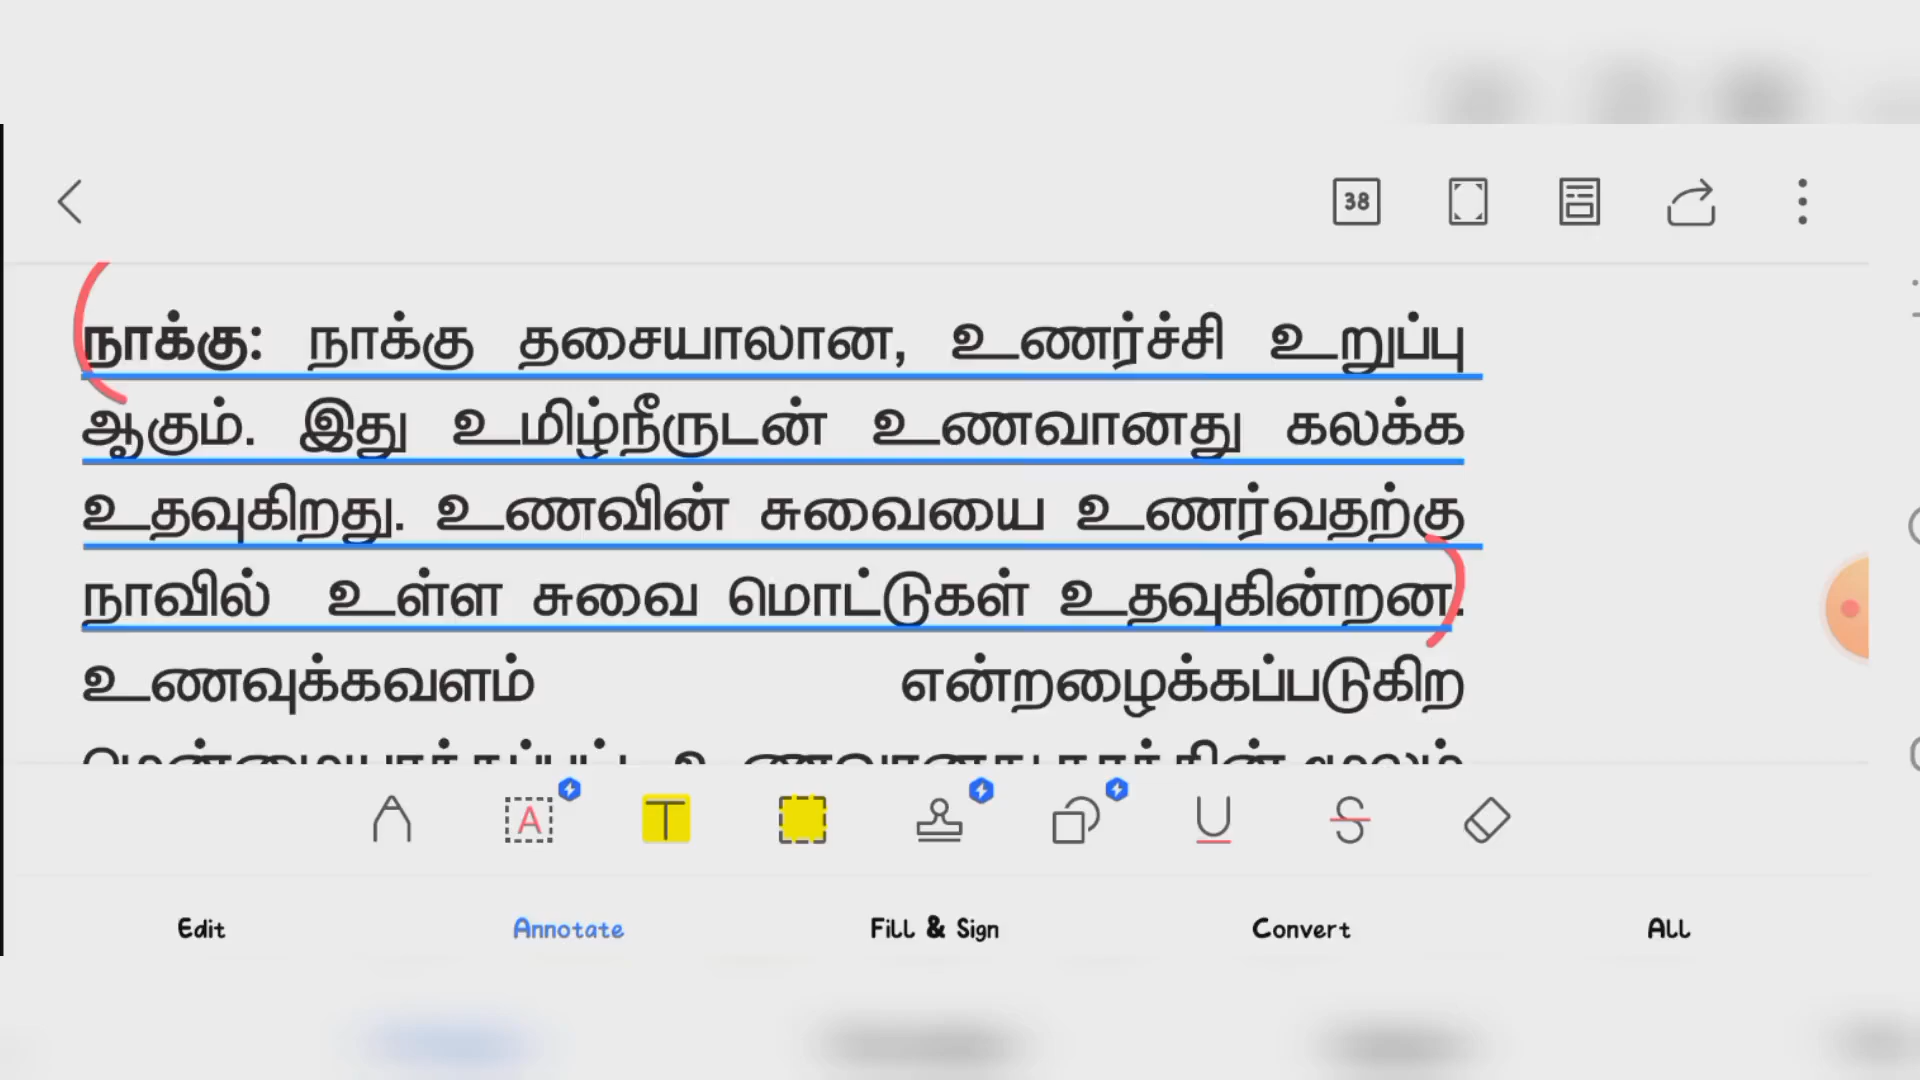 38
நாக்கு: நாக்கு தசையாலான, உணர்ச்சி உறுப்பு
ஆகும். இது உமிழ்நீருடன் உணவானது கலக்க
உதவுகிறது. உணவின் சுவையை உணர்வதற்கு
நாவில் உள்ள சுவை மொட்டுகள் உதவுகின்றன.
உணவுக்கவளம் என்றழைக்கப்படுகிற
Edit Annotate Fill & Sign Convert All